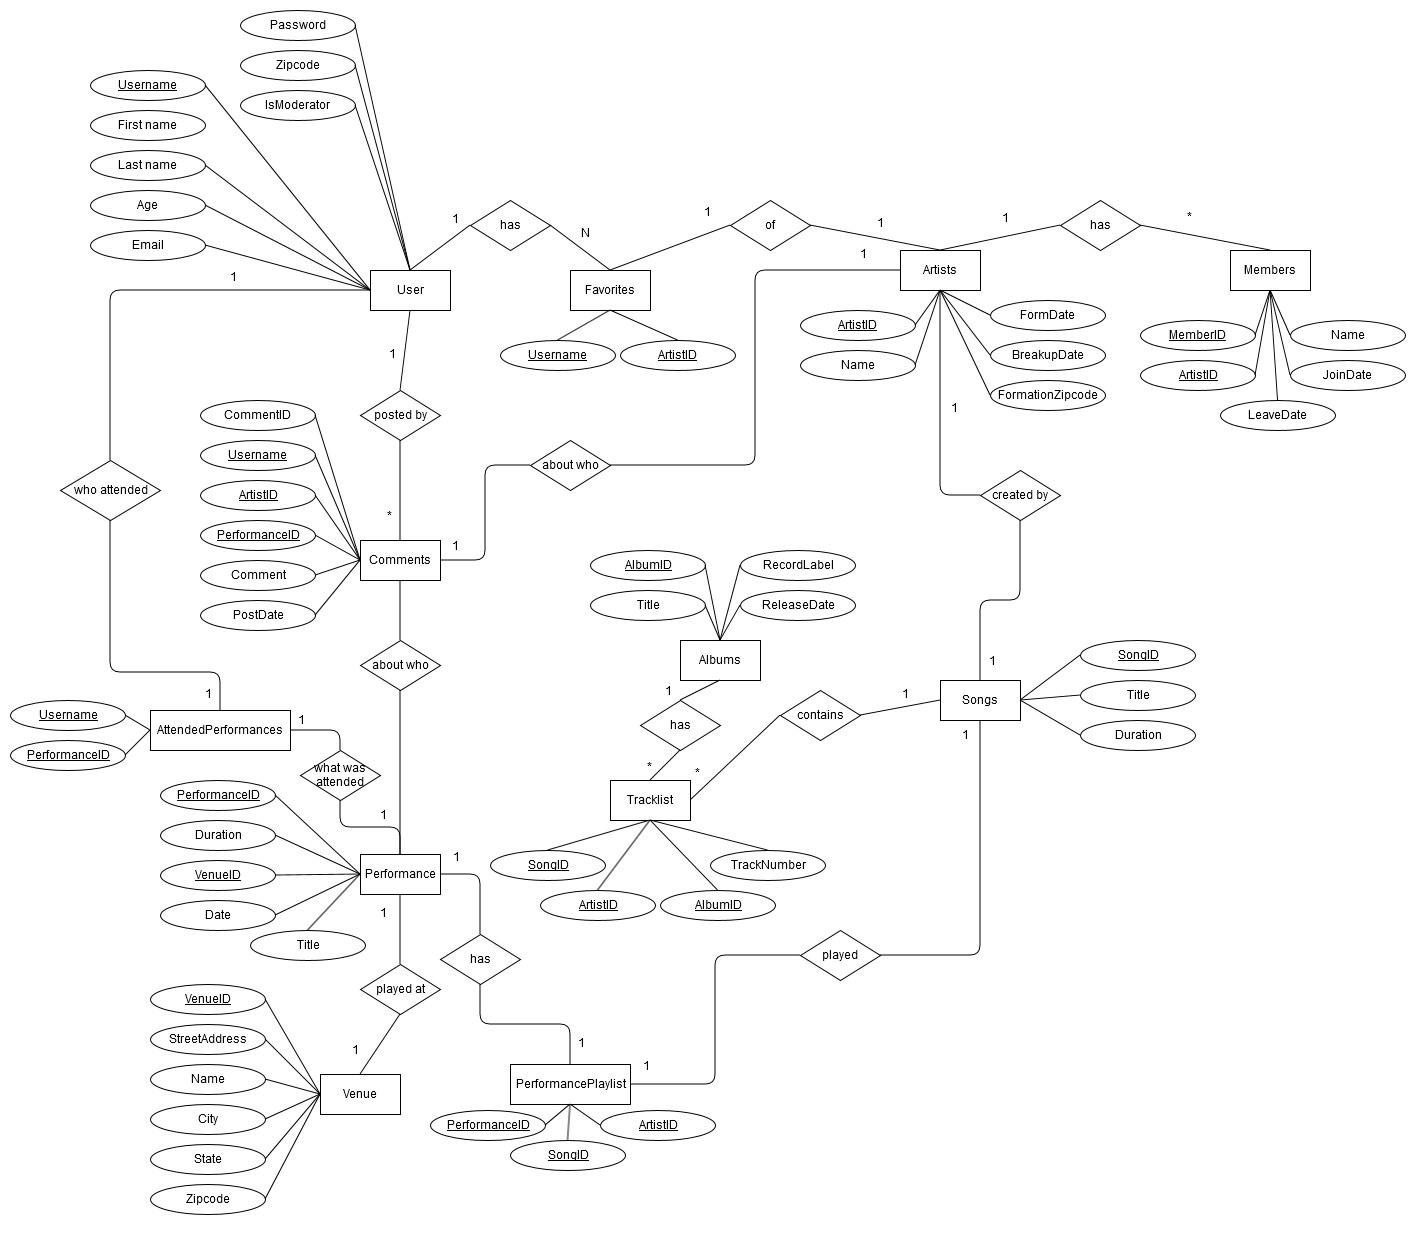 Password
Zipcode
IsModerator
Username
First name
Last name
Age
Email
1
User
1
has
N
Favorites
Username
ArtistID
1
of
1
1
Artists
ArtistID
Name
FormDate
BreakupDate
FormationZipcode
1
has
*
Members
MemberID
ArtistID
LeaveDate
Name
JoinDate
1
posted by
*
CommentID
Username
ArtistID
PerformanceID
Comment
PostDate
Comments
1
about who
1
created by
1
who attended
1
about who
AlbumID
Title
RecordLabel
ReleaseDate
Albums
1
has
*
contains
1
*
Songs
SongID
Title
Duration
1
Tracklist
SongID
ArtistID
AlbumID
TrackNumber
Username
PerformanceID
AttendedPerformances
1
what was
attended
1
PerformanceID
Duration
VenueID
Date
Title
Performance
1
1
has
1
played at
1
played
1
PerformancePlaylist
PerformanceID
SongID
ArtistID
VenueID
StreetAddress
Name
City
State
Zipcode
Venue